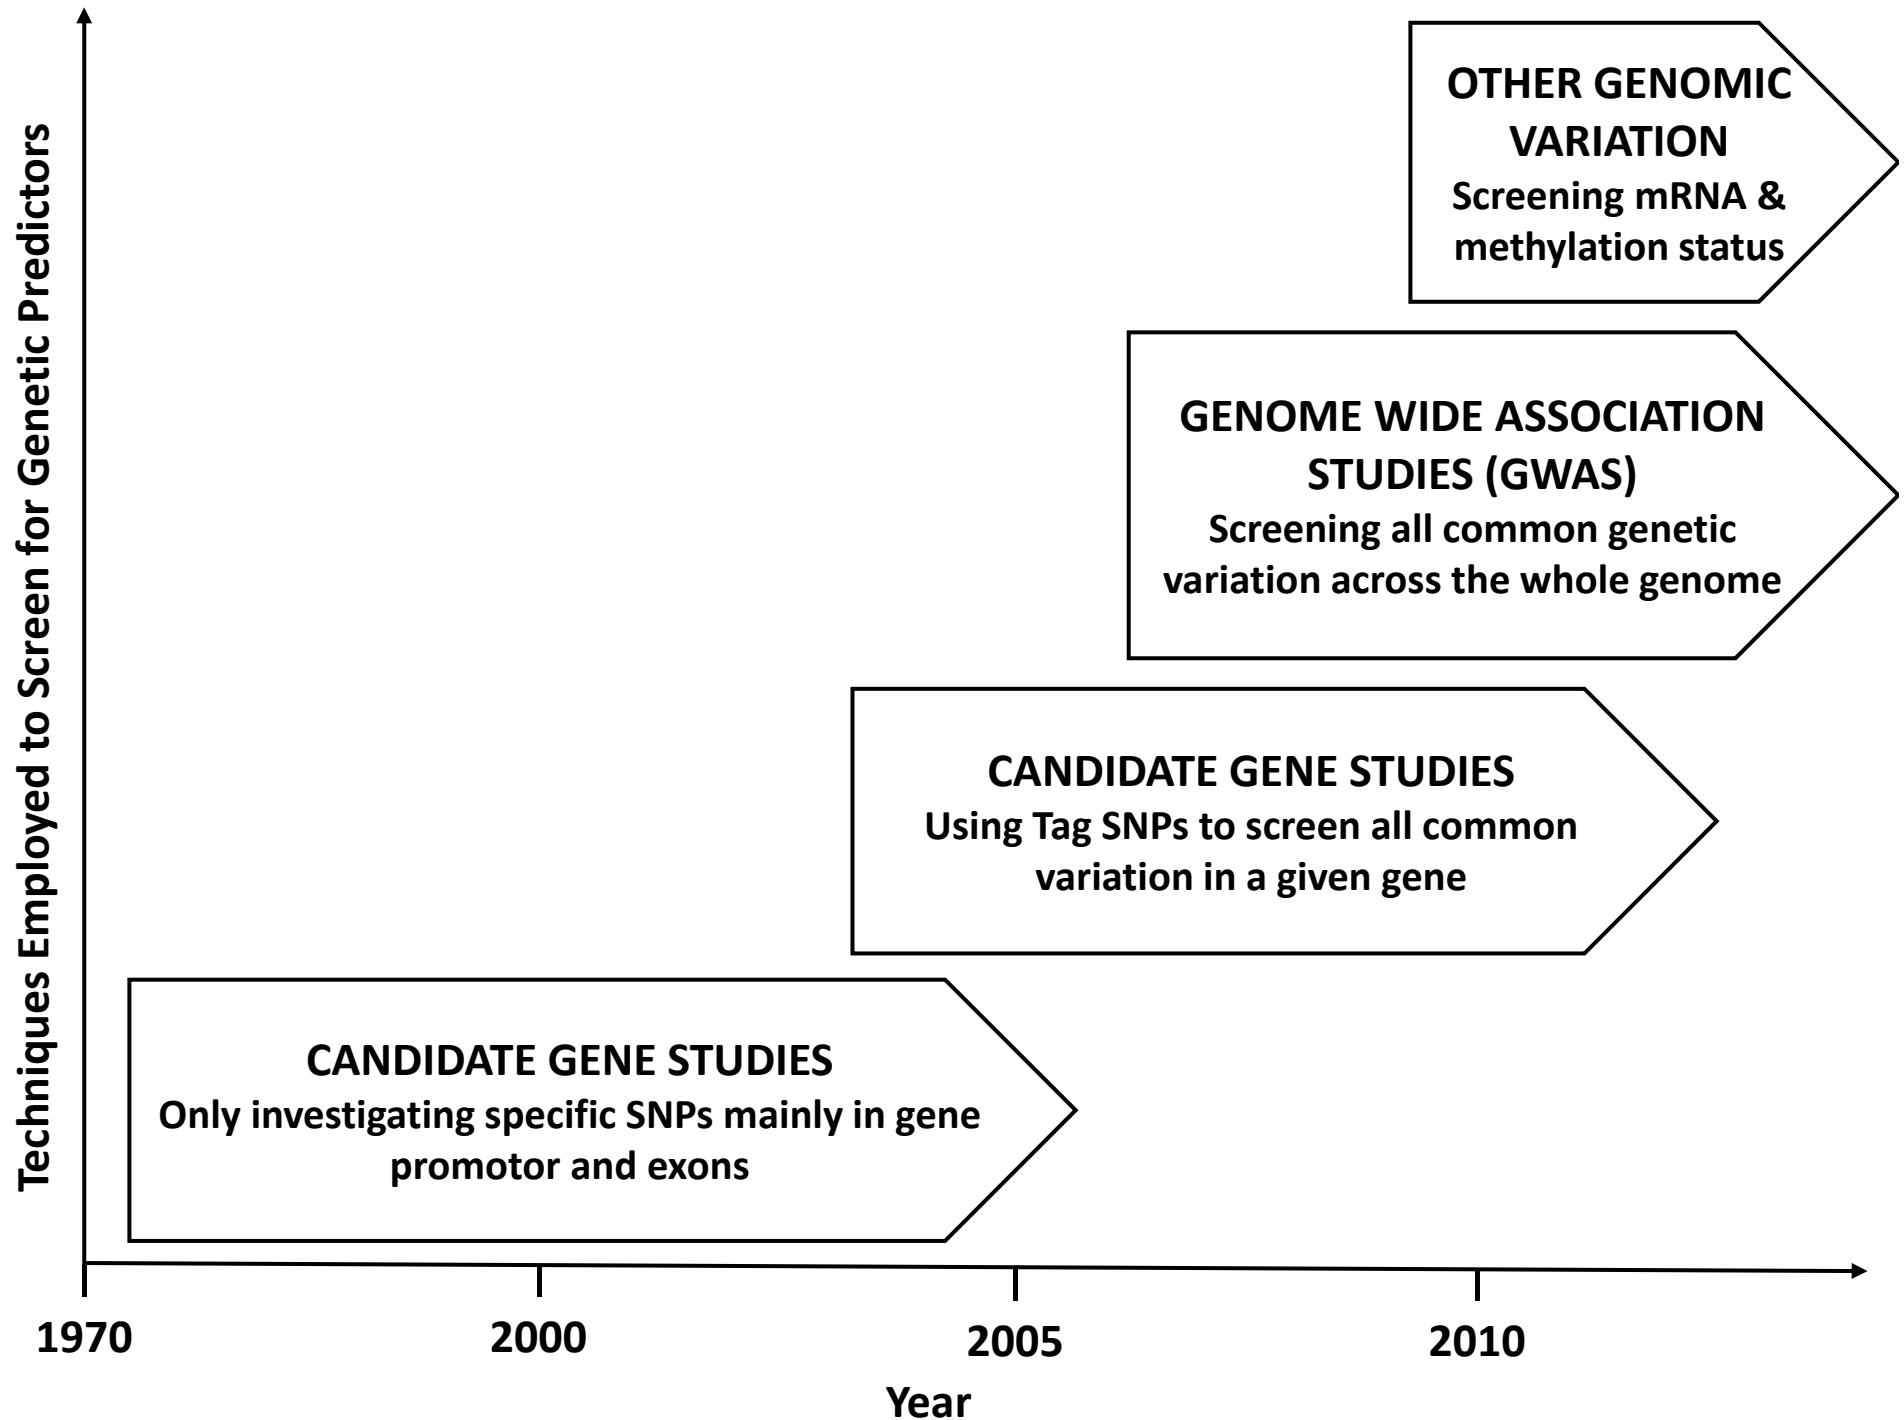 Techniques Employed to Screen for Genetic Predictors
OTHER GENOMIC
VARIATION
Screening mRNA &
methylation status
GENOME WIDE ASSOCIATION
STUDIES (GWAS)
Screening all common genetic
variation across the whole genome
CANDIDATE GENE STUDIES
Using Tag SNPs to screen all common
variation in a given gene
CANDIDATE GENE STUDIES
Only investigating specific SNPs mainly in gene
promotor and exons
1970
2000
2005
2010
Year